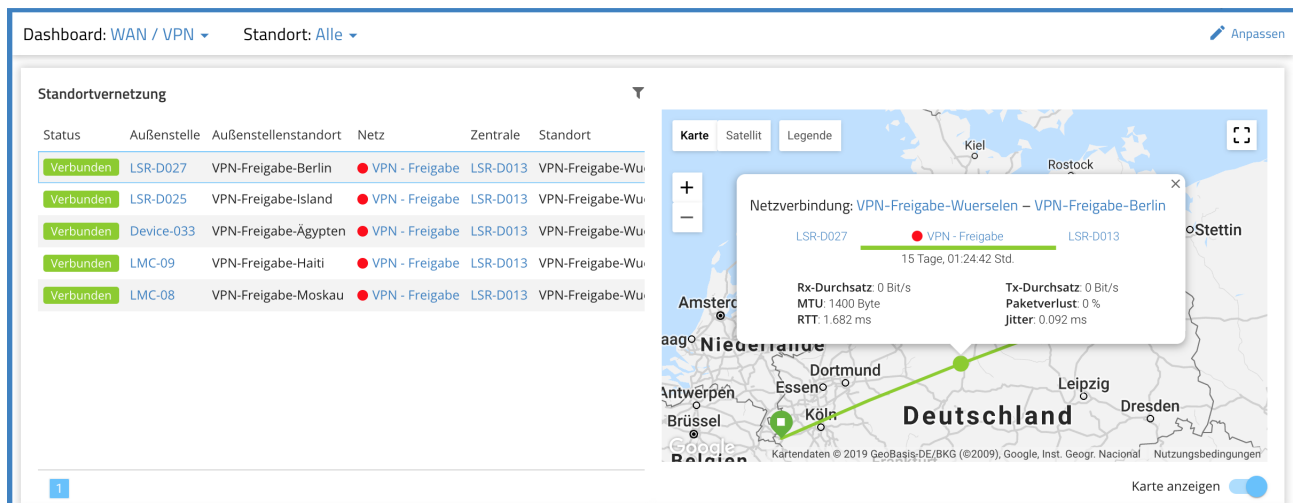 Dashboard: WAN / VPN Standort: Alle
Anpassen
Standortvernetzung
Status Außenstelle Außenstellenstandort Netz Zentrale Standort
Verbunden LSR-D027 VPN-Freigabe-Berlin VPN - Freigabe LSR-D013 VPN-Freigabe-Wu
Verbunden LSR-D025 VPN-Freigabe-Island VPN - Freigabe LSR-D013 VPN-Freigabe-Wu
Verbunden Device-033 VPN-Freigabe-Ägypten VPN - Freigabe LSR-D013 VPN-Freigabe-Wu
Verbunden LMC-09 VPN-Freigabe-Haiti VPN - Freigabe LSR-D013 VPN-Freigabe-Wu
Verbunden LMC-08 VPN-Freigabe-Moskau VPN - Freigabe LSR-D013 VPN-Freigabe-Wu
1
Karte Satellit Legende
Kiel
Rostock
+
−
Netzverbindung: VPN-Freigabe-Wuerselen – VPN-Freigabe-Berlin
LSR-D027 VPN - Freigabe LSR-D013
15 Tage, 01:24:42 Std.
Rx-Durchsatz: 0 Bit/s Tx-Durchsatz: 0 Bit/s
MTU: 1400 Byte Paketverlust: 0 %
RTT: 1.682 ms Jitter: 0.092 ms
Stettin
Amsterd
aag Niederlande
Dortmund
Essen
Leipzig
Antwerpen
Köln
Deutschland
Dresden
Brüssel
Google
Belgien
Kartendaten © 2019 GeoBasis-DE/BKG (©2009), Google, Inst. Geogr. Nacional Nutzungsbedingungen
Karte anzeigen